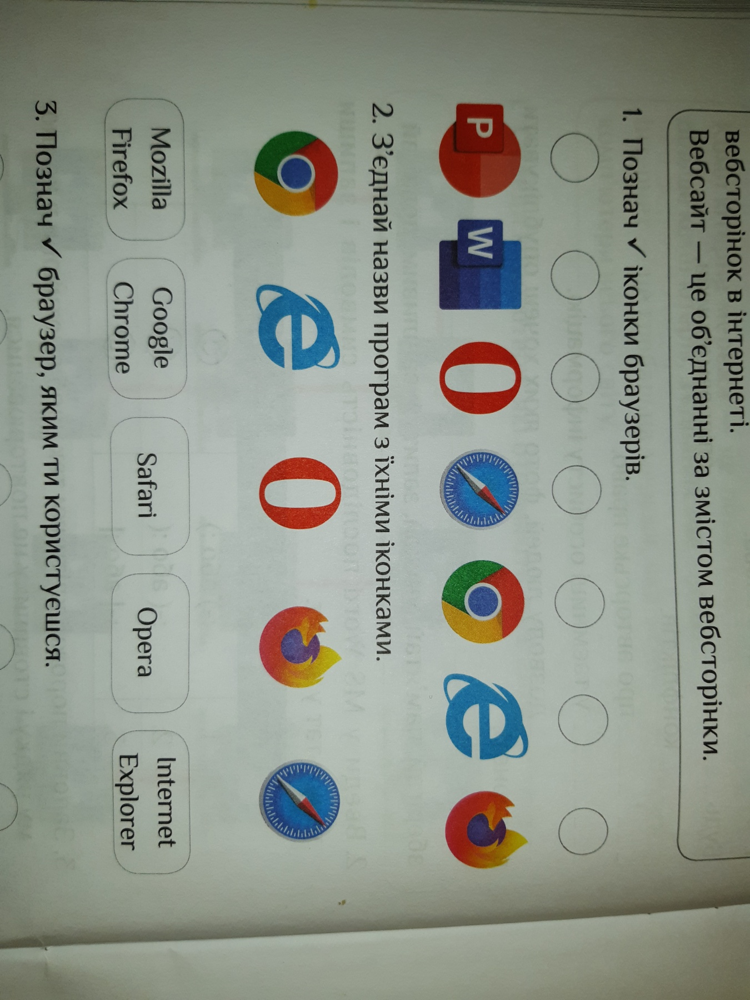 вебсторінок в інтернеті.
Вебсайт — це об’єднанні за змістом вебсторінки.
1. Познач ✓ іконки браузерів.
P
W
2. З’єднай назви програм з їхніми іконками.
Mozilla
Firefox
Google
Chrome
Safari
Opera
Internet
Explorer
3. Познач ✓ браузер, яким ти користуєшся.